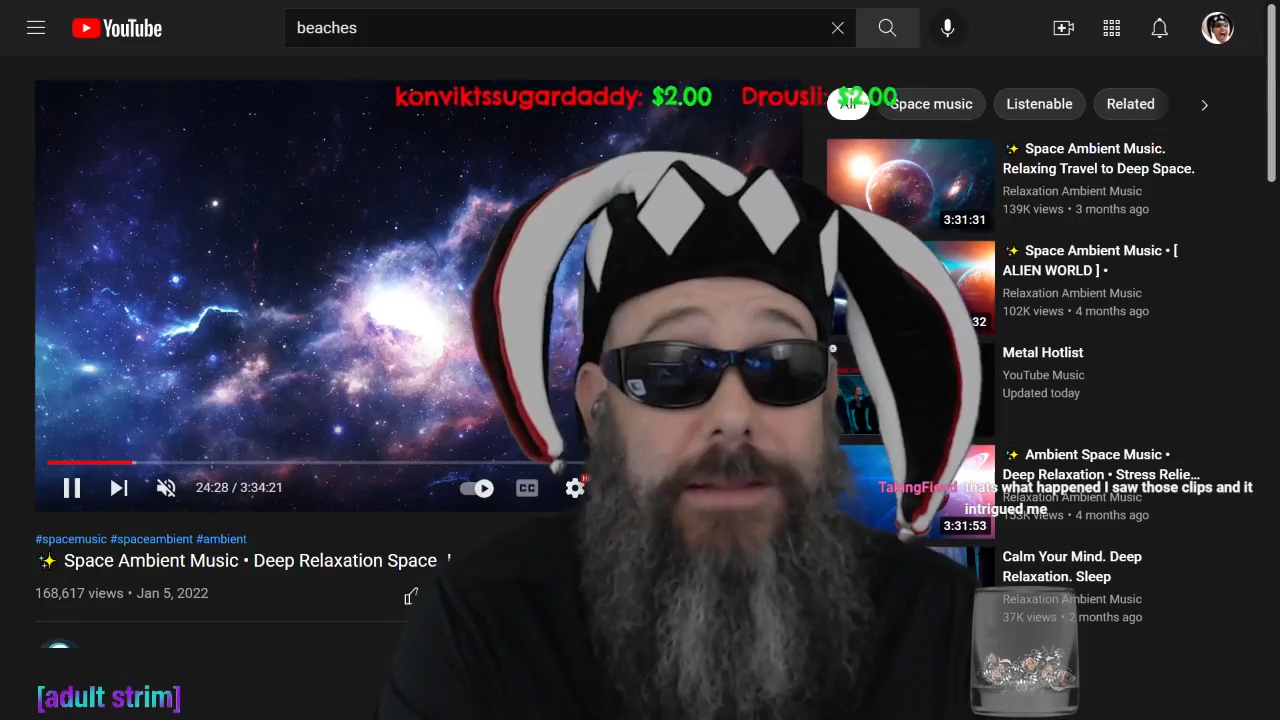 YouTube
beaches
konviktssugardaddy: $2.00 Drousli: $2.00
All
Space music
Listenable
Related
✨ Space Ambient Music.
Relaxing Travel to Deep Space.
Relaxation Ambient Music
139K views • 3 months ago
3:31:31
✨ Space Ambient Music • [
ALIEN WORLD ] •
Relaxation Ambient Music
102K views • 4 months ago
32
Metal Hotlist
YouTube Music
Updated today
✨ Ambient Space Music •
Deep Relaxation • Stress Relie...
Relaxation Ambient Music
153K views • 4 months ago
3:31:53
TakingFiend thats what happened I saw those clips and it
intrigued me
Calm Your Mind. Deep
Relaxation. Sleep
Relaxation Ambient Music
37K views • 2 months ago
24:28 / 3:34:21
CC
#spacemusic #spaceambient #ambient
✨ Space Ambient Music • Deep Relaxation Space
168,617 views • Jan 5, 2022
[adult strim]